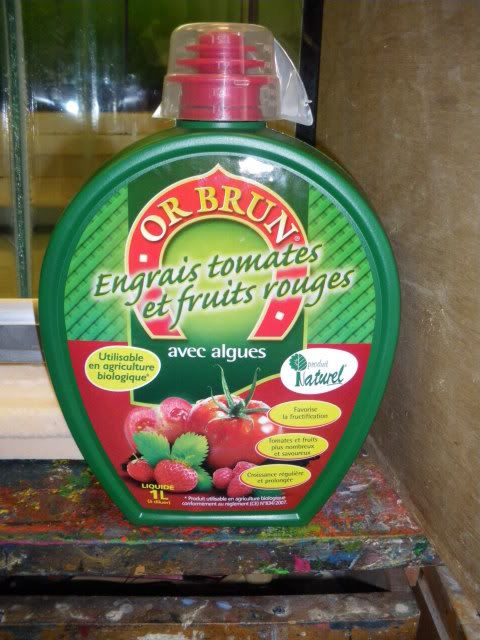 OR BRUN®
Engrais tomates
et fruits rouges
avec algues
Utilisable
en agriculture
biologique*
produit
Naturel
Favorise
la fructification
Tomates et fruits
plus nombreux
et savoureux
Croissance régulière
et prolongée
LIQUIDE
1L
(à diluer)
* Produit utilisable en agriculture biologique
conformément au règlement (CE) N°834/2007.